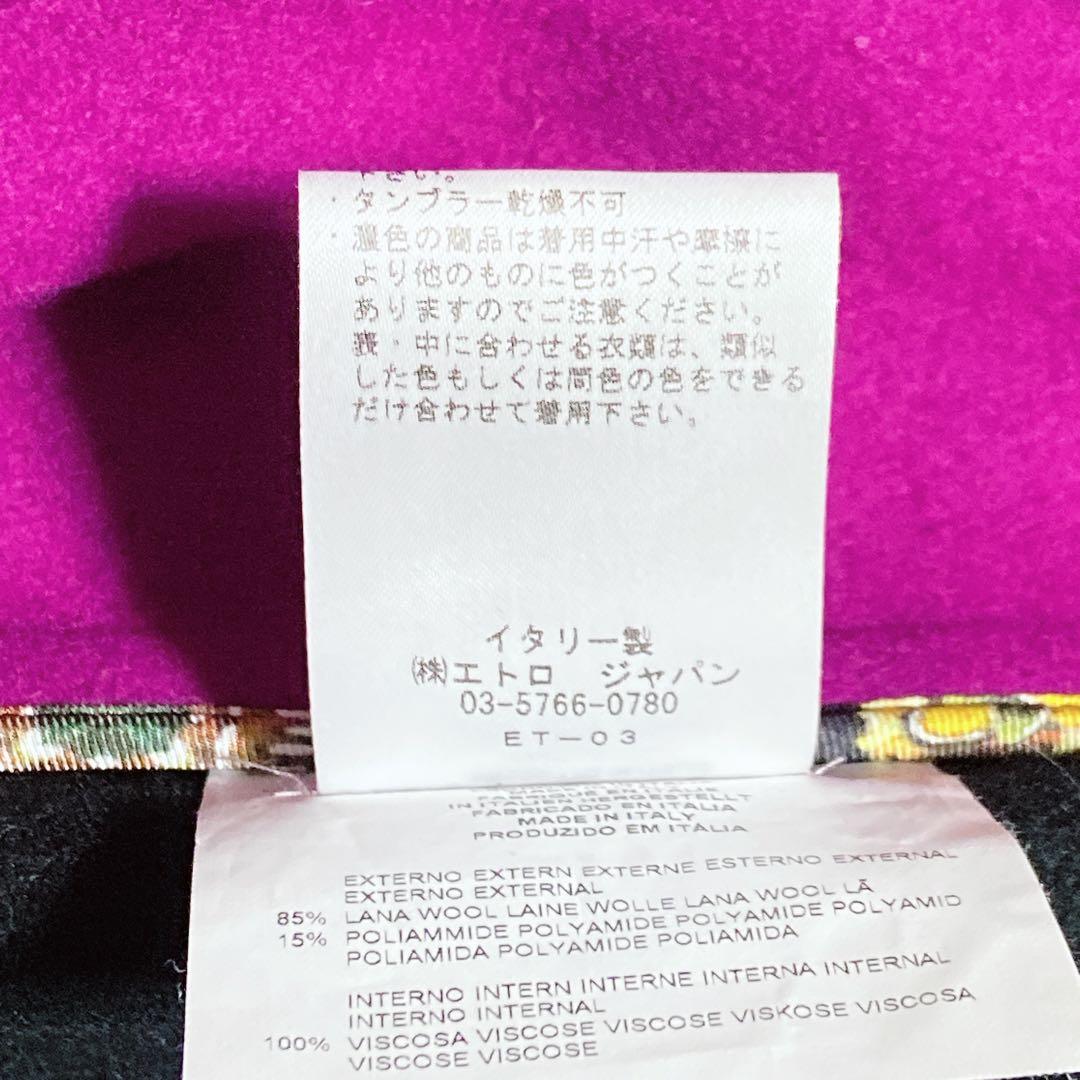 下さい。
・タンブラー乾燥不可
・濃色の商品は着用中汗や摩擦に
より他のものに色がつくことが
ありますのでご注意ください。
裏・中に合わせる衣類は、類似
した色もしくは同色の色をできる
だけ合わせて着用下さい。
イタリー製
㈱エトロ ジャパン
03-5766-0780
ET-03
EN ITALIE
IN ITALIEN HERGESTELLT
FABRICADO EN ITALIA
MADE IN ITALY
PRODUZIDO EM ITÁLIA
EXTERNO EXTERN EXTERNE ESTERNO EXTERNAL
EXTERNO EXTERNAL
85% LANA WOOL LAINE WOLLE LANA WOOL LÃ
15% POLIAMMIDE POLYAMIDE POLYAMIDE POLYAMID
POLIAMIDA POLYAMIDE POLIAMIDA
INTERNO INTERN INTERNE INTERNA INTERNAL
INTERNO INTERNAL
100% VISCOSA VISCOSE VISCOSE VISKOSE VISCOSA
VISCOSE VISCOSE